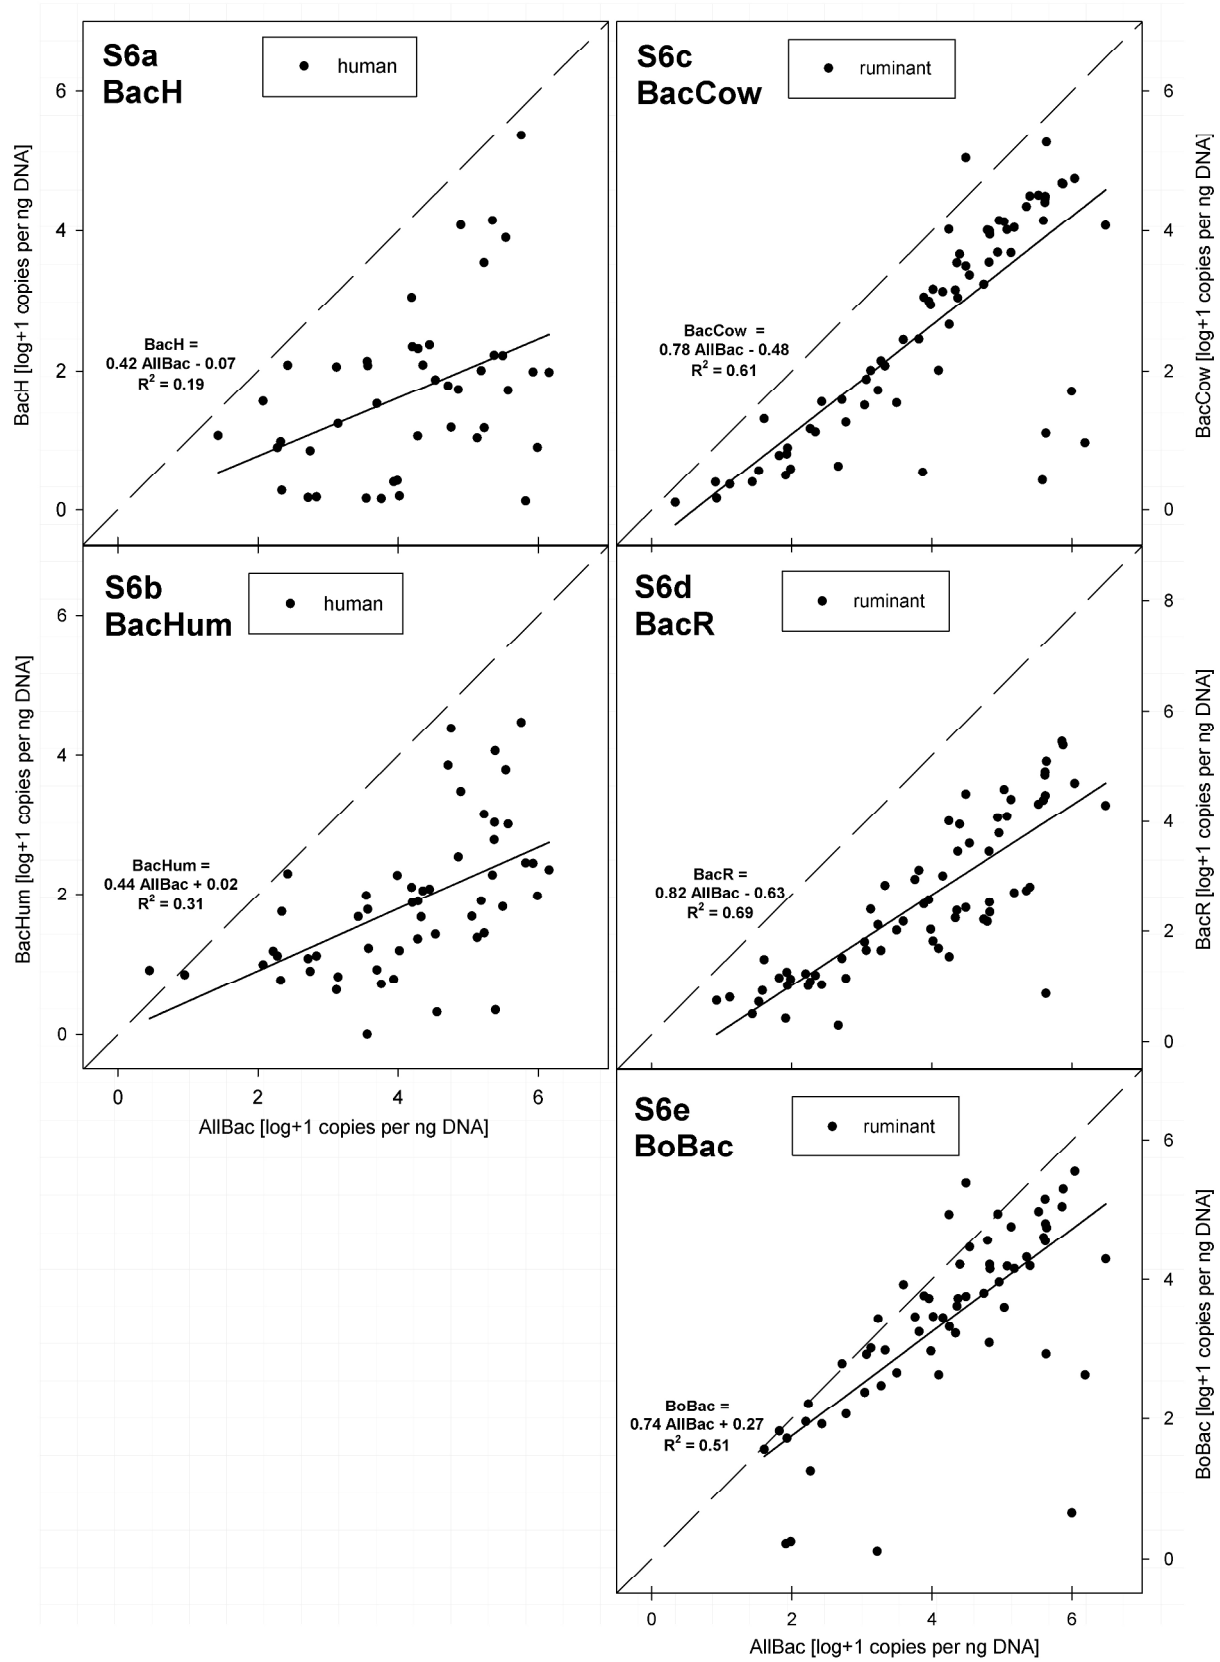 S6a
BacH
human
6
4
2
0
BacH [log+1 copies per ng DNA]
BacH =
0.42 AllBac - 0.07
R² = 0.19
S6c
BacCow
ruminant
6
4
2
0
BacCow [log+1 copies per ng DNA]
BacCow =
0.78 AllBac - 0.48
R² = 0.61
S6b
BacHum
human
6
4
2
0
BacHum [log+1 copies per ng DNA]
BacHum =
0.44 AllBac + 0.02
R² = 0.31
0 2 4 6
AllBac [log+1 copies per ng DNA]
S6d
BacR
ruminant
8
6
4
2
0
BacR [log+1 copies per ng DNA]
BacR =
0.82 AllBac - 0.63
R² = 0.69
S6e
BoBac
ruminant
6
4
2
0
BoBac [log+1 copies per ng DNA]
BoBac =
0.74 AllBac + 0.27
R² = 0.51
0 2 4 6
AllBac [log+1 copies per ng DNA]